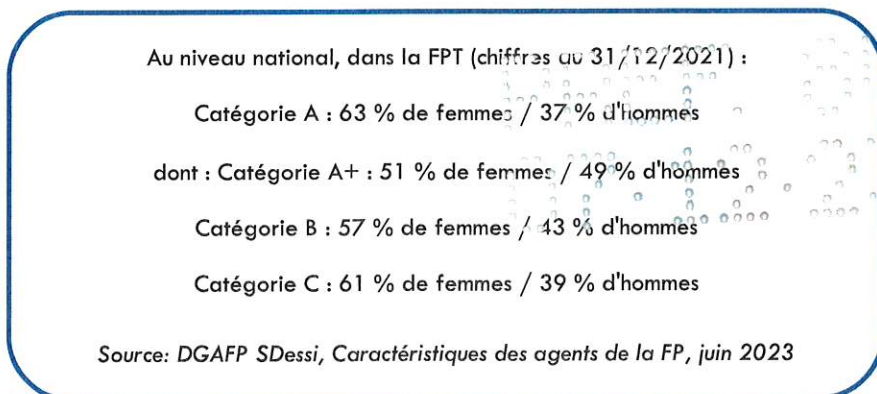 Au niveau national, dans la FPT (chiffres au 31/12/2021) :
Catégorie A : 63 % de femmes / 37 % d'hommes
dont : Catégorie A+ : 51 % de femmes / 49 % d'hommes
Catégorie B : 57 % de femmes / 43 % d'hommes
Catégorie C : 61 % de femmes / 39 % d'hommes
Source: DGAFP SDessi, Caractéristiques des agents de la FP, juin 2023